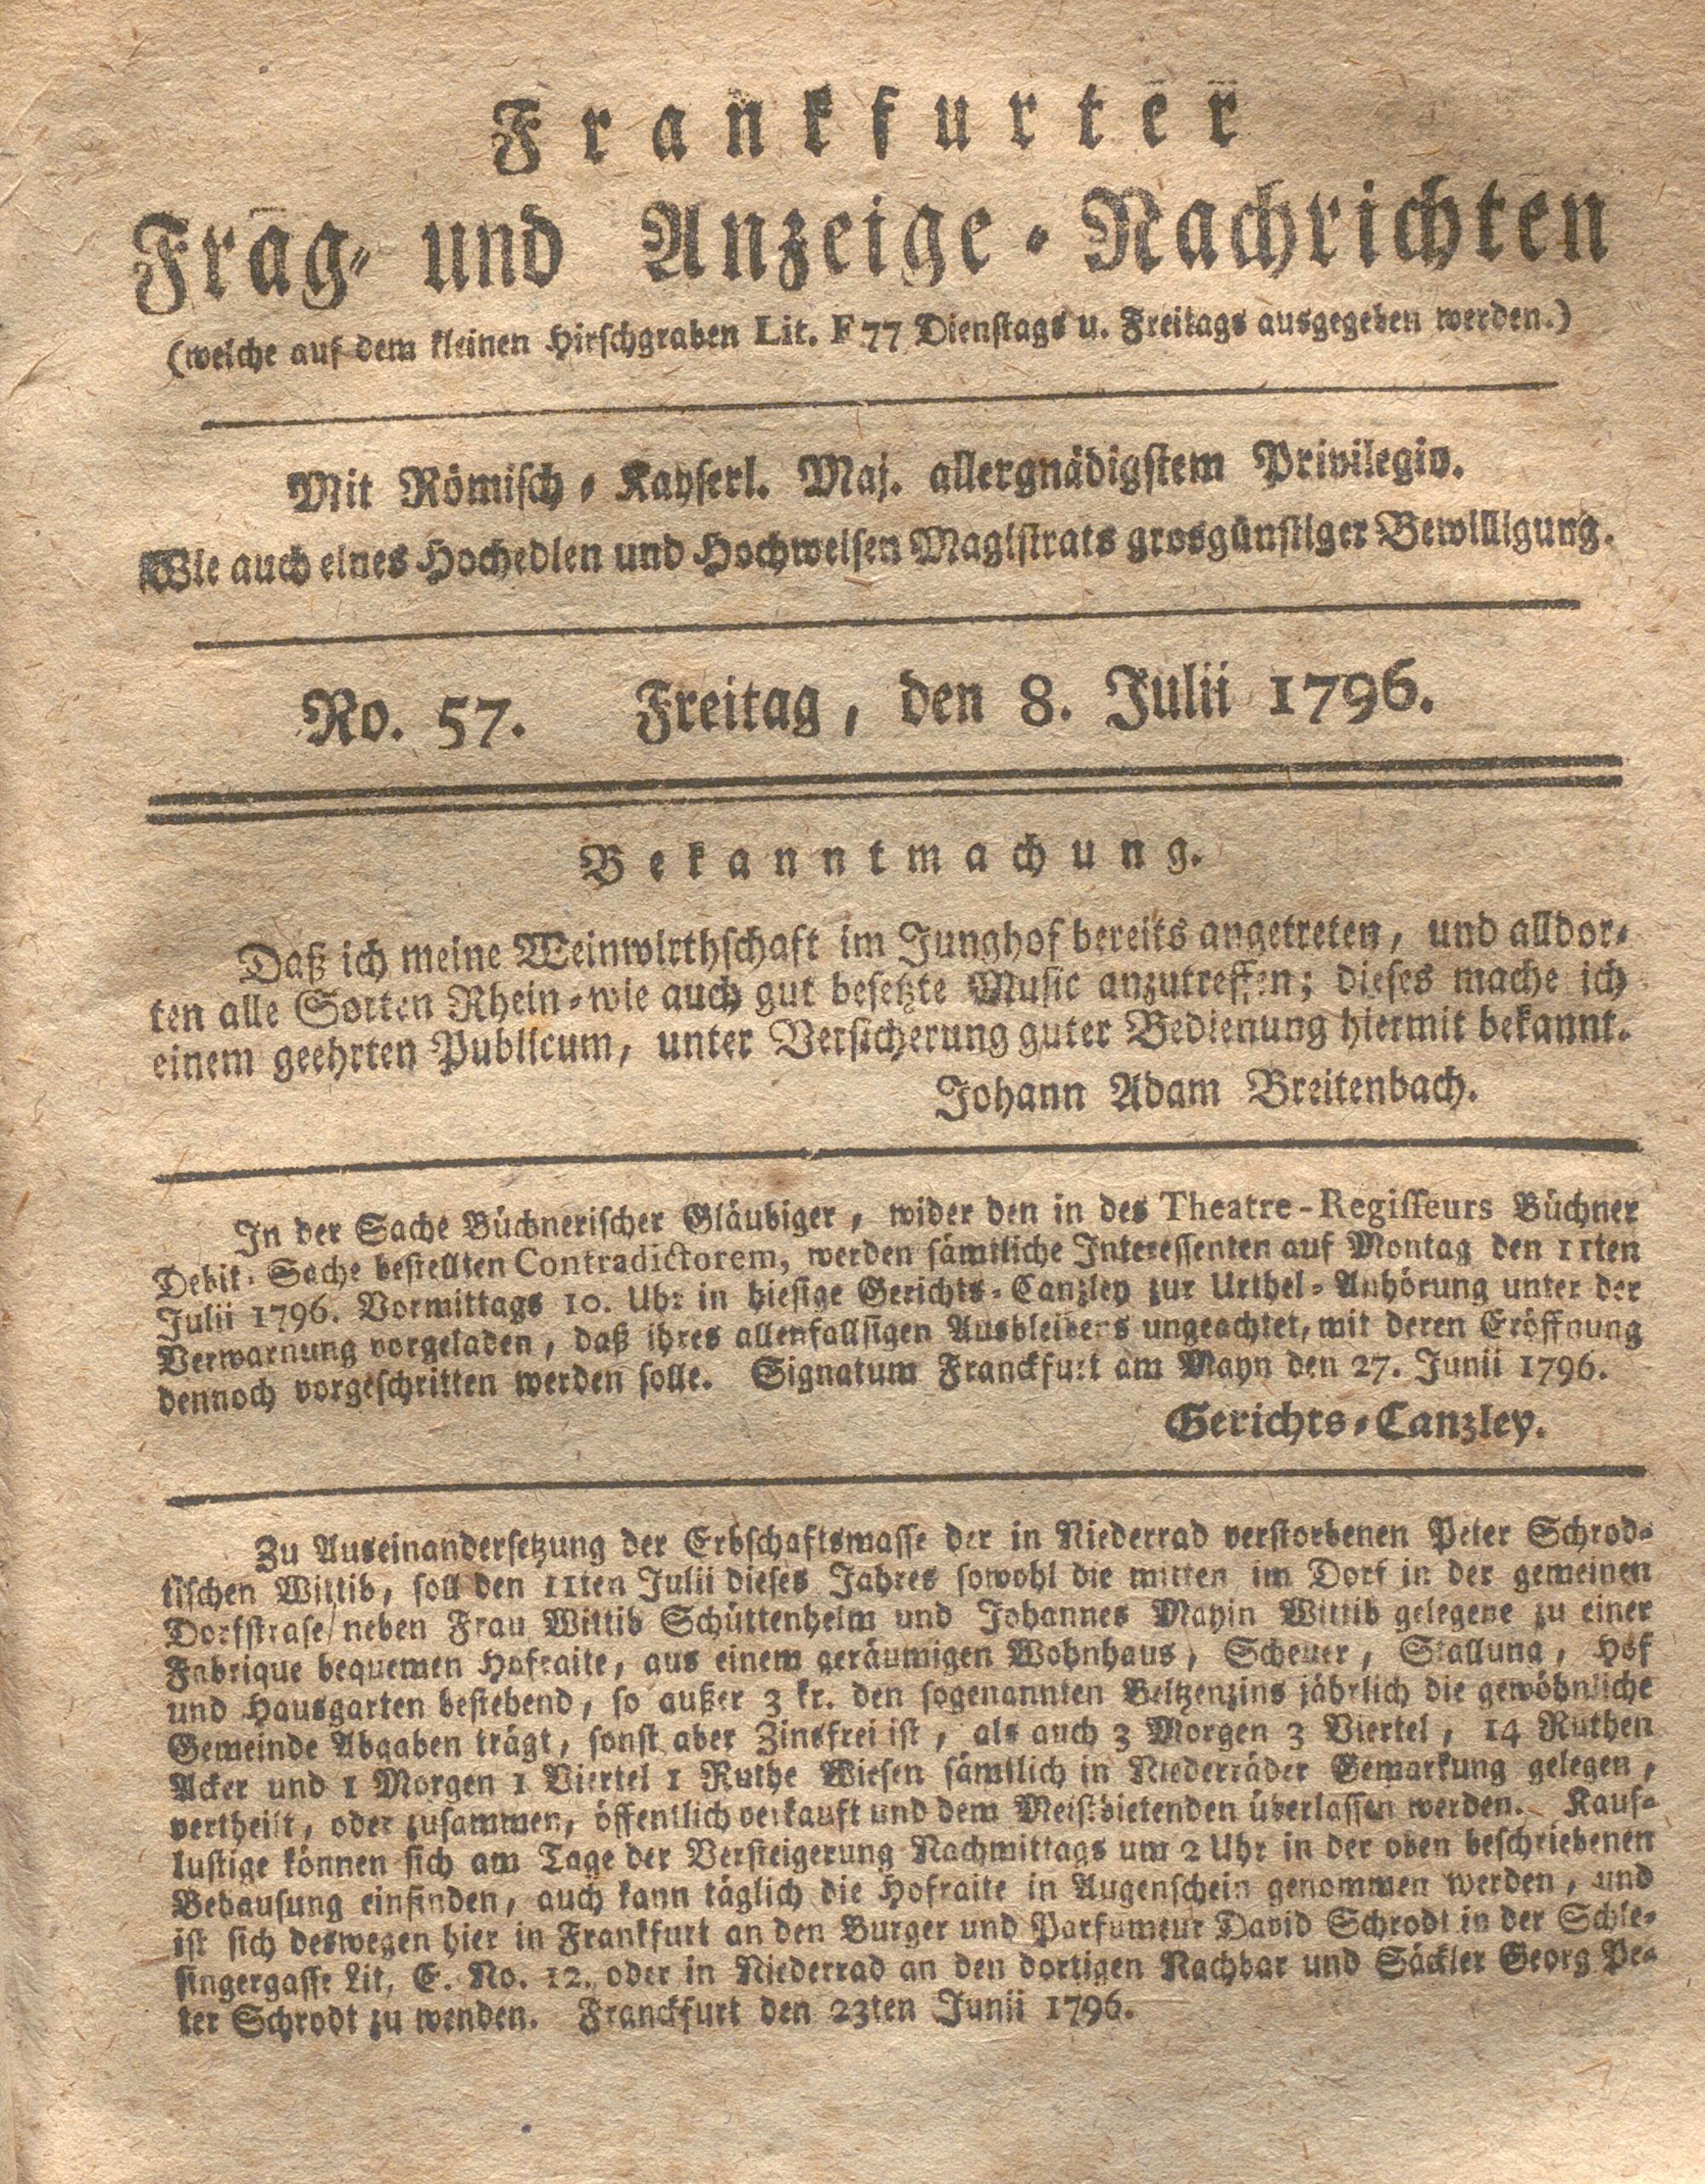 Frankfurter
Frag- und Anzeige-Nachrichten
(welche auf dem kleinen Hirschgraben Lit. F 77 Dienstags u. Freitags ausgegeben werden.)
Mit Römisch-Kayserl. Maj. allergnädigstem Privilegio.
Wie auch eines Hochedlen und Hochweisen Magistrats grosgünstiger Bewilligung.
No. 57. Freitag, den 8. Julii 1796.
Bekanntmachung.
Daß ich meine Weinwirthschaft im Junghof bereits angetreten, und alldor-
ten alle Sorten Rhein-wie auch gut besetzte Music anzutreffen; dieses mache ich
einem geehrten Publicum, unter Versicherung guter Bedienung hiermit bekannt.
Johann Adam Breitenbach.
In der Sache Büchnerischer Gläubiger, wider den in des Theatre-Regisseurs Büchner
Debit-Sache bestellten Contradictorem, werden sämtliche Interessenten auf Montag den 11ten
Julii 1796. Vormittags 10. Uhr in hiesige Gerichts-Canzley zur Urthel-Anhörung unter der
Verwarnung vorgeladen, daß ihres allenfallsigen Ausbleibens ungeachtet, mit deren Eröffnung
dennoch vorgeschritten werden solle. Signatum Franckfurt am Mayn den 27. Junii 1796.
Gerichts-Canzley.
Zu Auseinandersetzung der Erbschaftsmasse der in Niederrad verstorbenen Peter Schrod-
tischen Wittib, soll den 11ten Julii dieses Jahres sowohl die mitten im Dorf in der gemeinen
Dorfstrase neben Frau Wittib Schüttenhelm und Johannes Mayin Wittib gelegene zu einer
Fabrique bequemen Hofraite, aus einem geräumigen Wohnhaus, Scheuer, Stallung, Hof
und Hausgarten bestehend, so außer 3 kr. den sogenannten Beltzenzins jährlich die gewöhnliche
Gemeinde Abgaben trägt, sonst aber Zinsfrei ist, als auch 3 Morgen 3 Viertel, 14 Ruthen
Acker und 1 Morgen 1 Viertel 1 Ruthe Wiesen sämtlich in Niederräder Gemarkung gelegen,
vertheilt, oder zusammen, öffentlich verkauft und dem Meistbietenden überlassen werden. Kauf-
lustige können sich am Tage der Versteigerung Nachmittags um 2 Uhr in der oben beschriebenen
Behausung einfinden, auch kann täglich die Hofraite in Augenschein genommen werden, und
ist sich deswegen hier in Frankfurt an den Burger und Parfumeur David Schrodt in der Schle-
singergasse Lit. E. No. 12. oder in Niederrad an den dortigen Nachbar und Säckler Georg Pe-
ter Schrodt zu wenden. Franckfurt den 23ten Junii 1796.